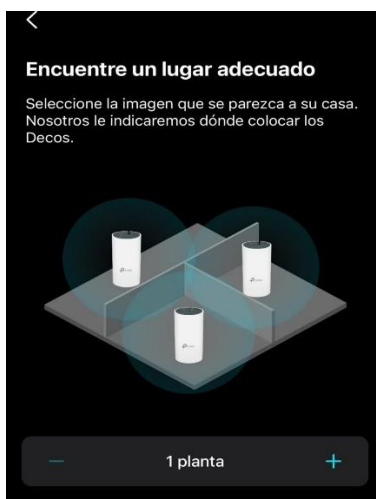 Encuentre un lugar adecuado
Seleccione la imagen que se parezca a su casa.
Nosotros le indicaremos dónde colocar los
Decos.
1 planta